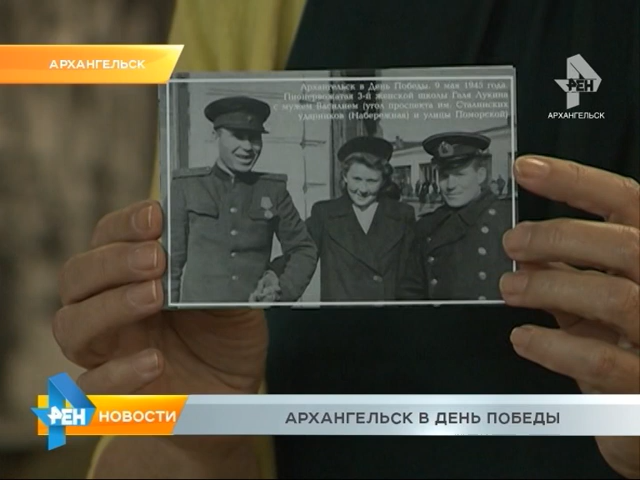 АРХАНГЕЛЬСК
РЕН
АРХАНГЕЛЬСК
Архангельск в День Победы. 9 мая 1945 года.
Пионервожатая 3-й женской школы Галя Лукина
с мужем Василием (угол проспекта им. Сталинских
ударников (Набережная) и улицы Поморской)
РЕН НОВОСТИ
АРХАНГЕЛЬСК В ДЕНЬ ПОБЕДЫ